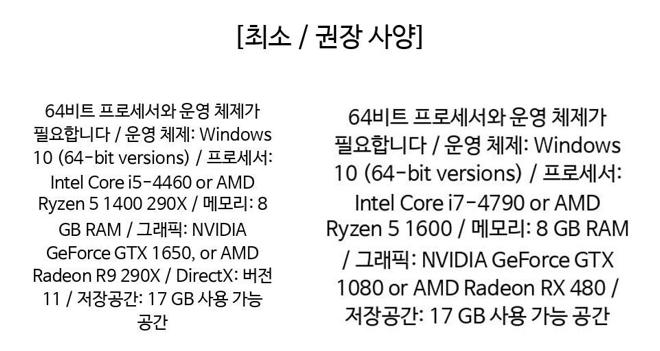 [최소 / 권장 사양]
64비트 프로세서와 운영 체제가
필요합니다 / 운영 체제: Windows
10 (64-bit versions) / 프로세서:
Intel Core i5-4460 or AMD
Ryzen 5 1400 290X / 메모리: 8
GB RAM / 그래픽: NVIDIA
GeForce GTX 1650, or AMD
Radeon R9 290X / DirectX: 버전
11 / 저장공간: 17 GB 사용 가능
공간
64비트 프로세서와 운영 체제가
필요합니다 / 운영 체제: Windows
10 (64-bit versions) / 프로세서:
Intel Core i7-4790 or AMD
Ryzen 5 1600 / 메모리: 8 GB RAM
/ 그래픽: NVIDIA GeForce GTX
1080 or AMD Radeon RX 480 /
저장공간: 17 GB 사용 가능 공간